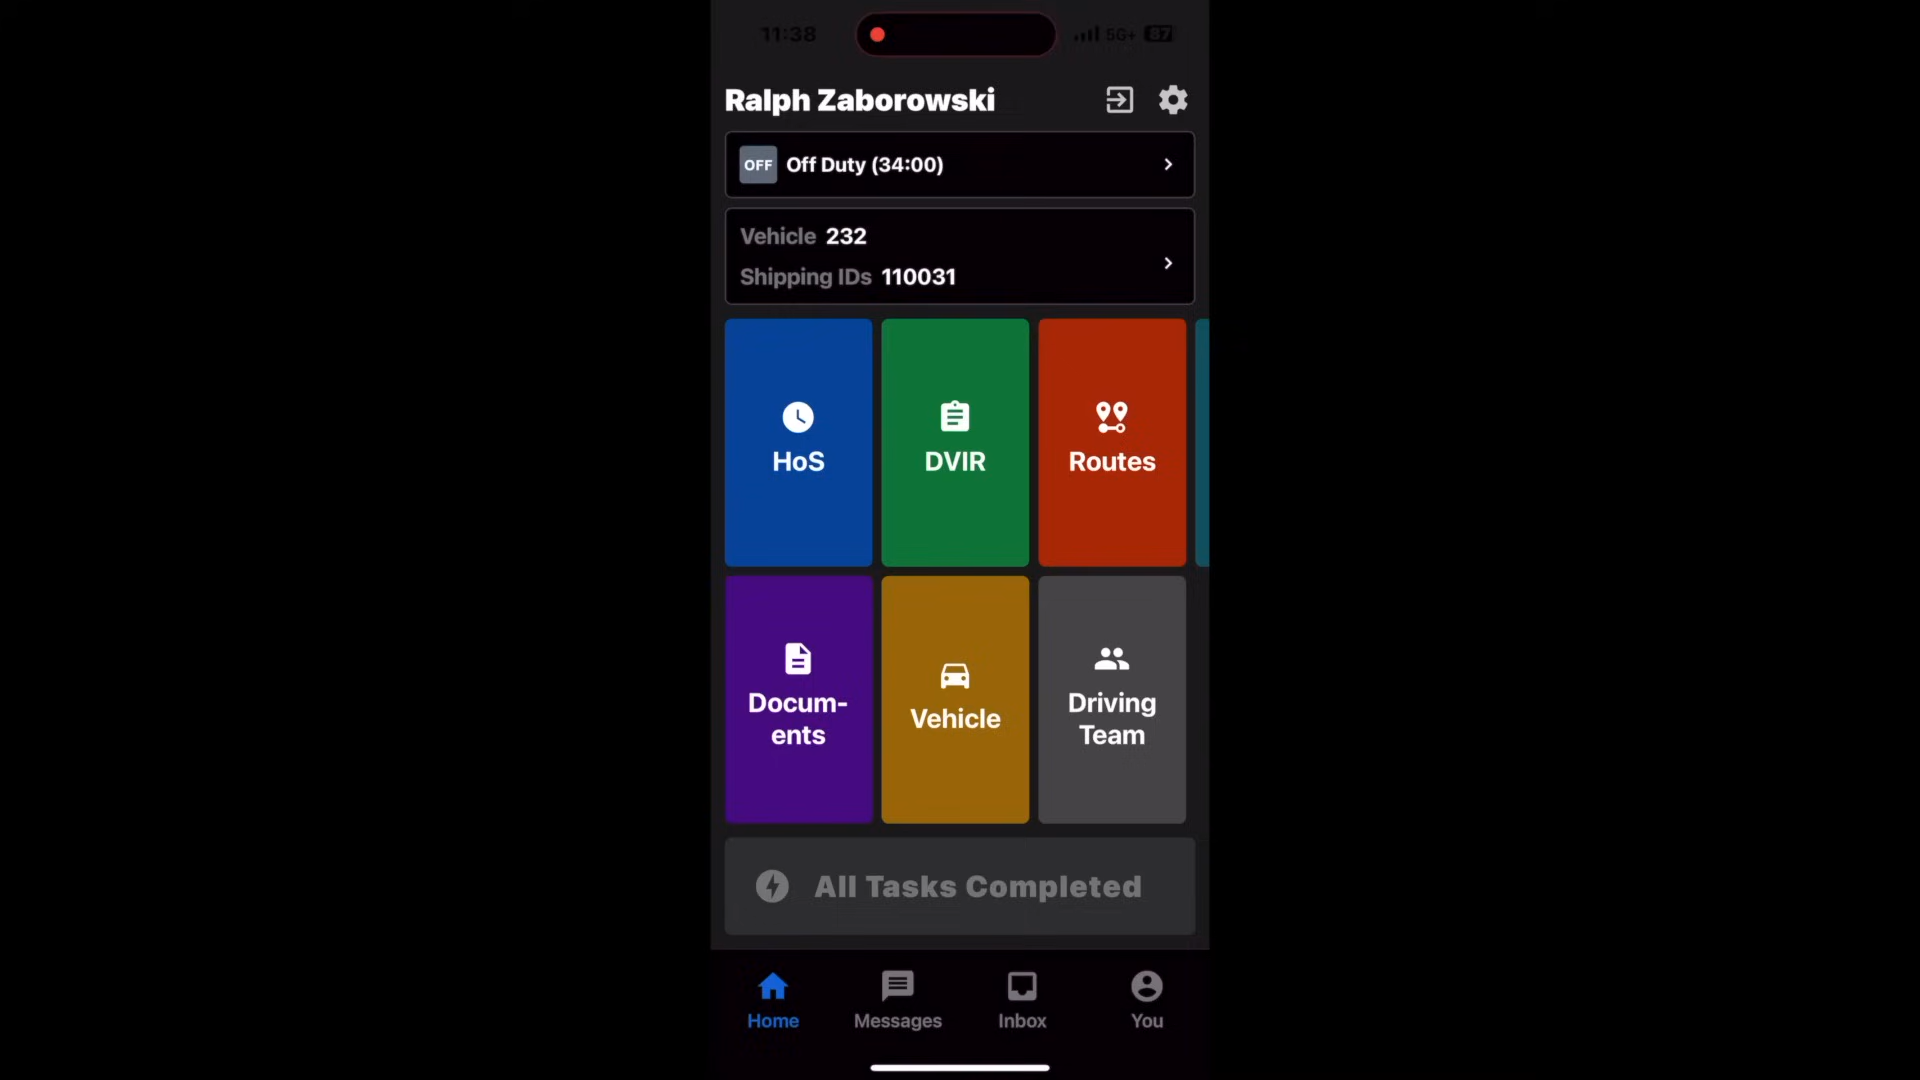 11:38 5G+ 87
Ralph Zaborowski
OFF Off Duty (34:00)
Vehicle 232
Shipping IDs 110031
HoS DVIR Routes
Docum-
ents
Vehicle
Driving
Team
All Tasks Completed
Home Messages Inbox You